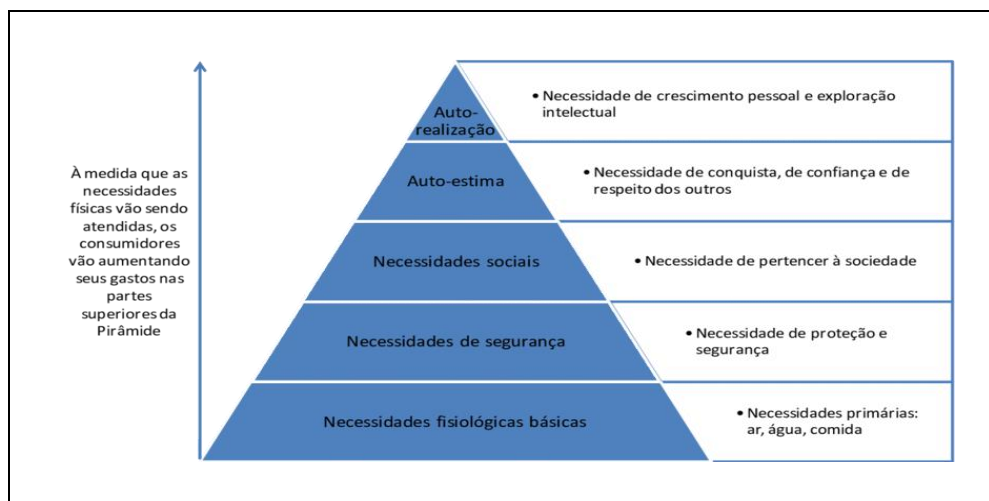 À medida que as
necessidades
físicas vão sendo
atendidas, os
consumidores
vão aumentando
seus gastos nas
partes
superiores da
Pirâmide
Auto-
realização
• Necessidade de crescimento pessoal e exploração
intelectual
Auto-estima
• Necessidade de conquista, de confiança e de
respeito dos outros
Necessidades sociais
• Necessidade de pertencer à sociedade
Necessidades de segurança
• Necessidade de proteção e
segurança
Necessidades fisiológicas básicas
• Necessidades primárias:
ar, água, comida